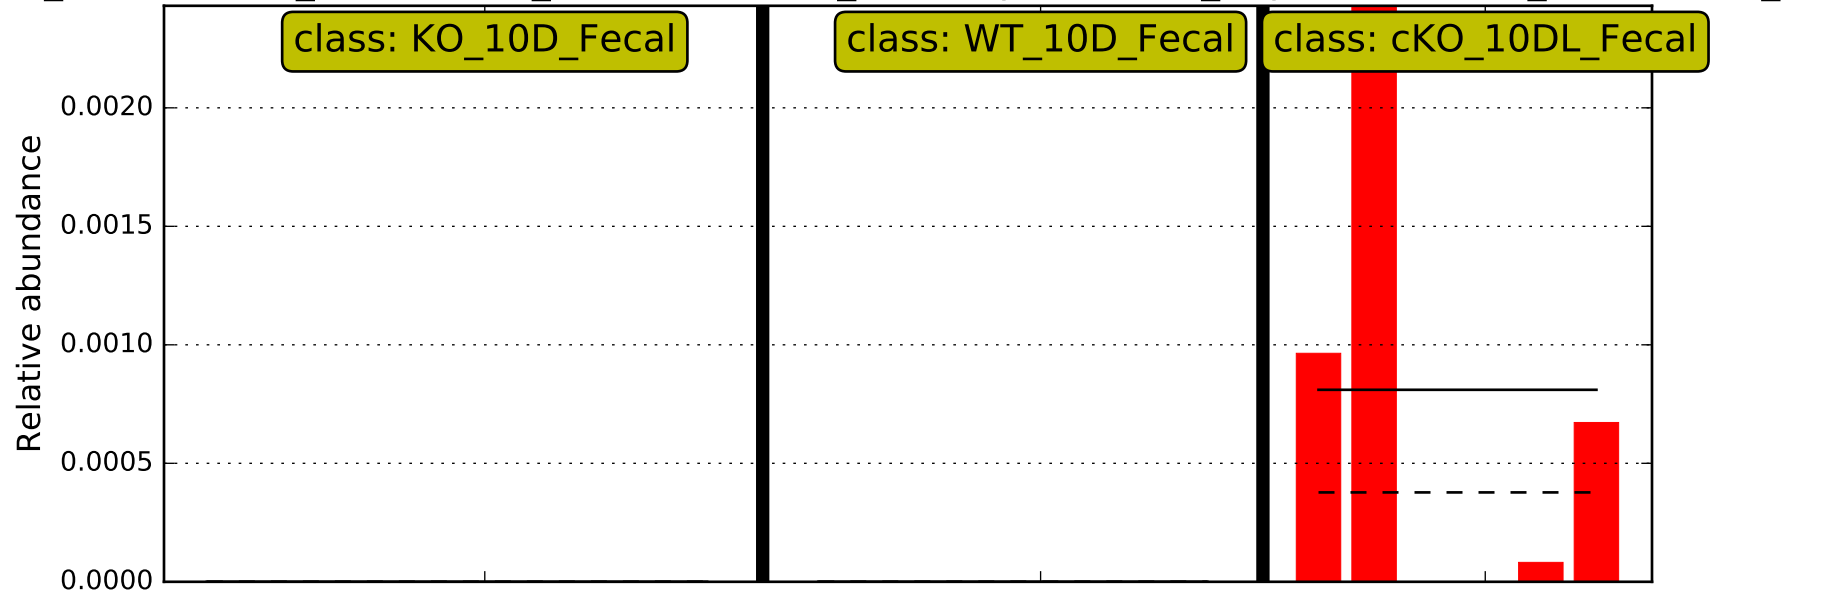 class: KO_10D_Fecal
class: WT_10D_Fecal
class: cKO_10DL_Fecal
Relative abundance
0.0020
0.0015
0.0010
0.0005
0.0000